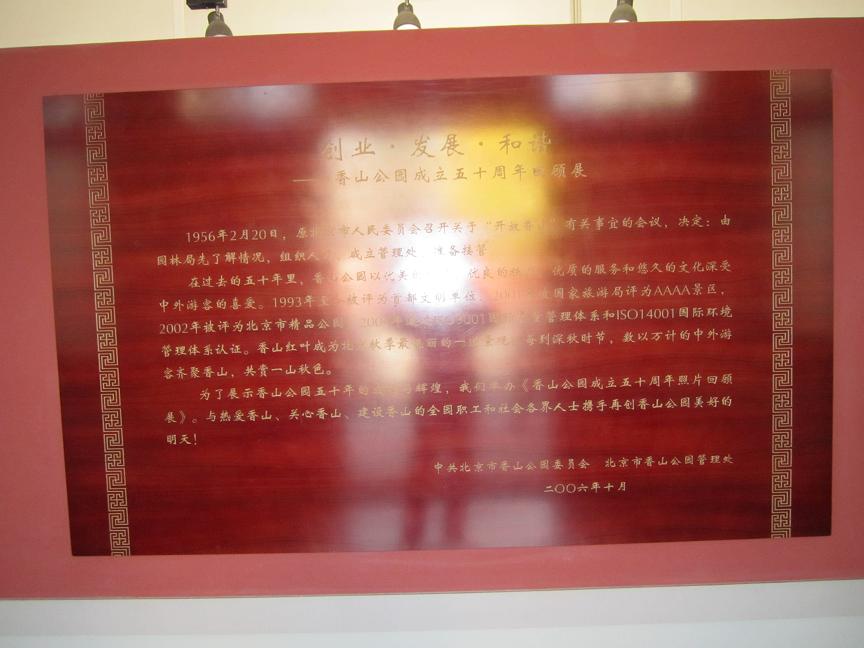 创业·发展·和谐
——香山公园成立五十周年回顾展
1956年2月20日，原北京市人民委员会召开关于“开放香山”有关事宜的会议，决定：由
园林局先了解情况，组织人 成立管理处 准备接管
在过去的五十年里，香山公园以优美的 优良的 优质的服务和悠久的文化深受
中外游客的喜爱。1993年至 被评为首都文明单位 国家旅游局评为AAAA景区，
2002年被评为北京市精品公园 管理体系和ISO14001国际环境
管理体系认证。香山红叶成为北京秋季最 丽的一 每到深秋时节，数以万计的中外游
客齐聚香山，共赏一山秋色。
为了展示香山公园五十年的 辉煌，我们举办《香山公园成立五十周年照片回顾
展》。与热爱香山、关心香山、建设香山的全园职工和社会各界人士携手再创香山公园美好的
明天！
中共北京市香山公园委员会 北京市香山公园管理处
二〇〇六年十月